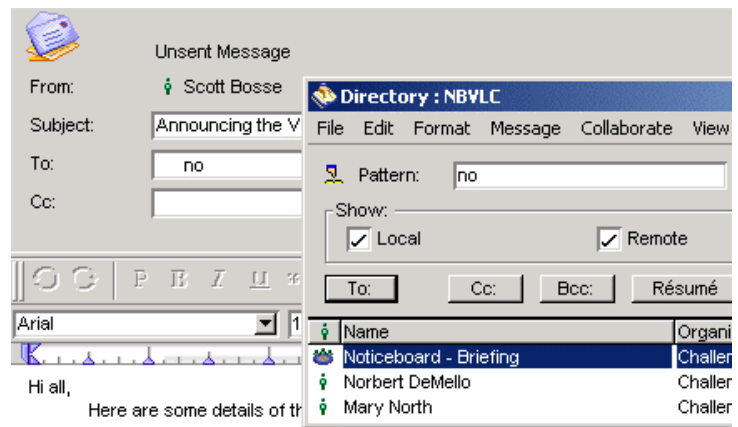 Unsent Message
From: Scott Bosse
Subject: Announcing the V
To: no
Cc:
P B I U
Arial 1
Hi all,
Here are some details of th
Directory : NBVLC
File Edit Format Message Collaborate View
Pattern: no
Show:
Local Remote
To: Cc: Bcc: Résumé
Name Organi
Noticeboard - Briefing Challen
Norbert DeMello Challen
Mary North Challen